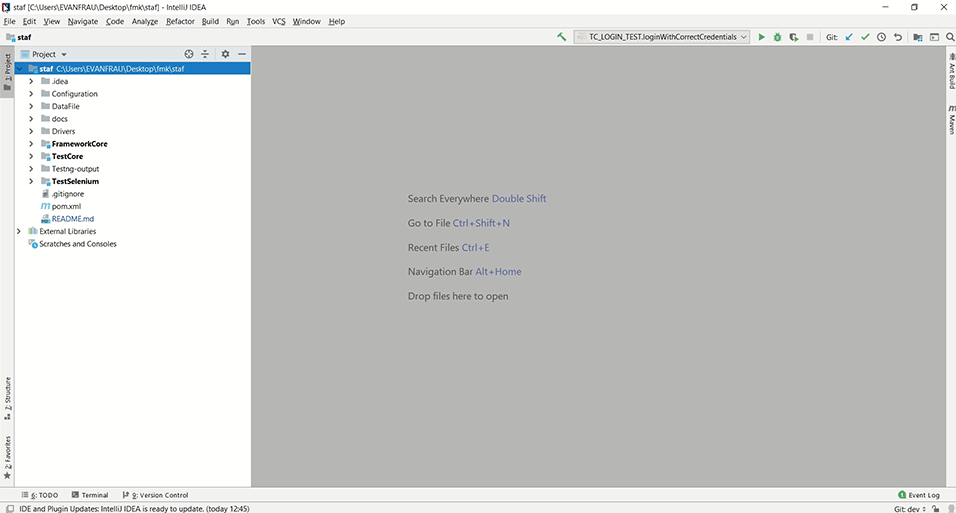 staf [C:\Users\EVANFRAU\Desktop\fmk\staf] - IntelliJ IDEA
File Edit View Navigate Code Analyze Refactor Build Run Tools VCS Window Help
staf
TC_LOGIN_TEST.loginWithCorrectCredentials
Git:
1: Project
Project
staf C:\Users\EVANFRAU\Desktop\fmk\staf
.idea
Configuration
DataFile
docs
Drivers
FrameworkCore
TestCore
Testng-output
TestSelenium
.gitignore
pom.xml
README.md
External Libraries
Scratches and Consoles
Search Everywhere Double Shift
Go to File Ctrl+Shift+N
Recent Files Ctrl+E
Navigation Bar Alt+Home
Drop files here to open
Ant Build
Maven
7: Structure
2: Favorites
6: TODO
Terminal
9: Version Control
1 Event Log
IDE and Plugin Updates: IntelliJ IDEA is ready to update. (today 12:45)
Git: dev